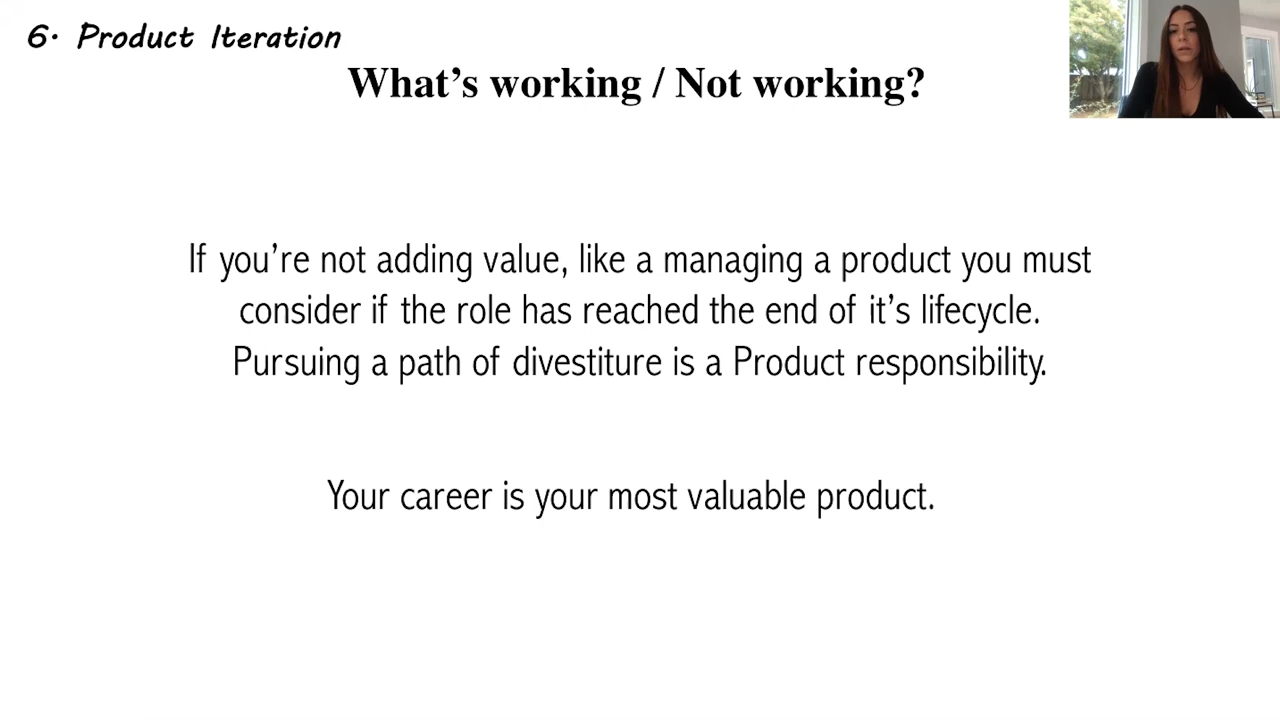 6. Product Iteration
What’s working / Not working?
If you’re not adding value, like a managing a product you must
consider if the role has reached the end of it’s lifecycle.
Pursuing a path of divestiture is a Product responsibility.
Your career is your most valuable product.